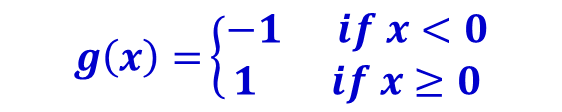 g(x) = { −1 if x < 0
1 if x ≥ 0